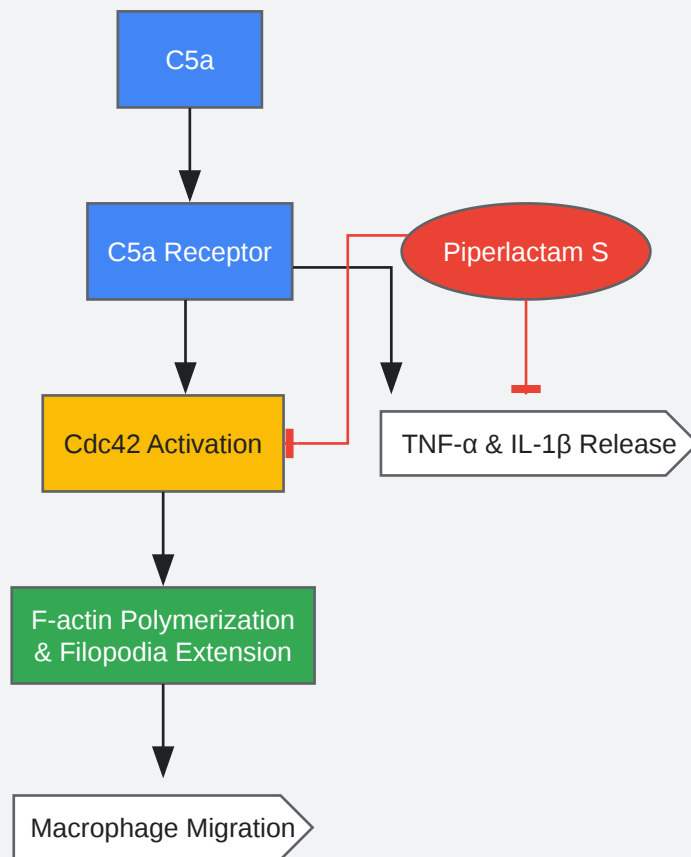 C5a
C5a Receptor
Piperlactam S
Cdc42 Activation
TNF-α & IL-1β Release
F-actin Polymerization
& Filopodia Extension
Macrophage Migration